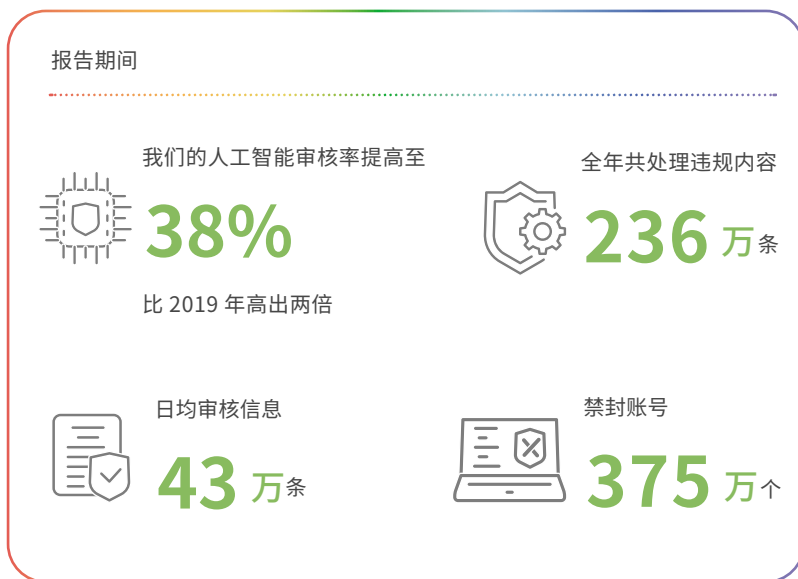 报告期间
我们的人工智能审核率提高至
38%
比 2019 年高出两倍
全年共处理违规内容
236 万条
日均审核信息
43 万条
禁封账号
375 万个